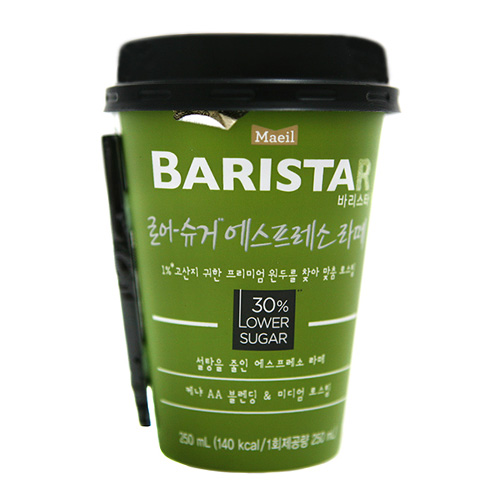 Maeil
BARISTAR
바리스타
로어-슈거" 에스프레소 라떼
1%* 고산지 귀한 프리미엄 원두를 찾아 맞춤 로스팅
30%**
LOWER
SUGAR
설탕을 줄인 에스프레소 라떼
케냐 AA 블렌딩 & 미디엄 로스팅
250 mL (140 kcal/1회제공량 250 mL)